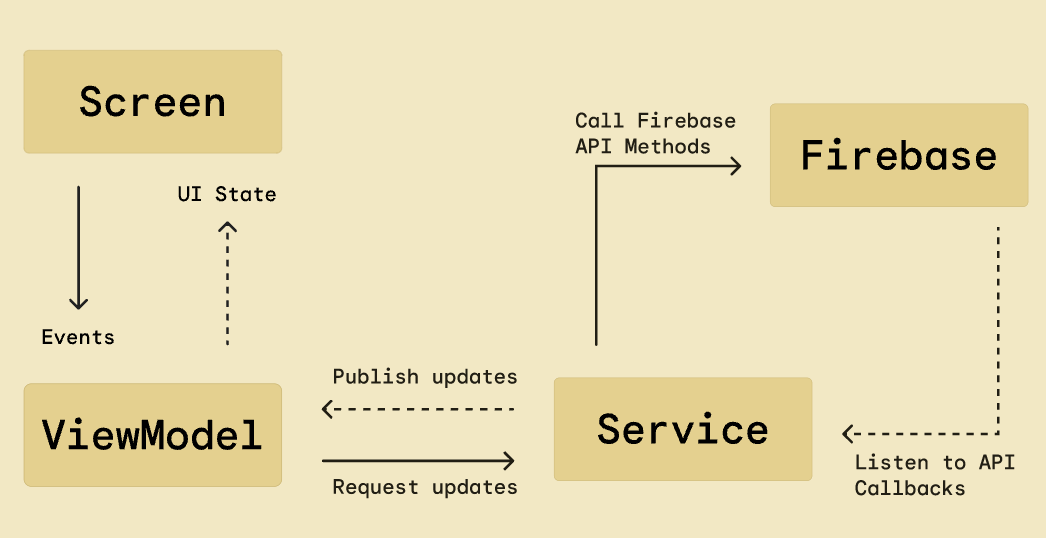 Screen
Call Firebase
API Methods
Firebase
UI State
Events
Publish updates
ViewModel
Service
Listen to API
Callbacks
Request updates